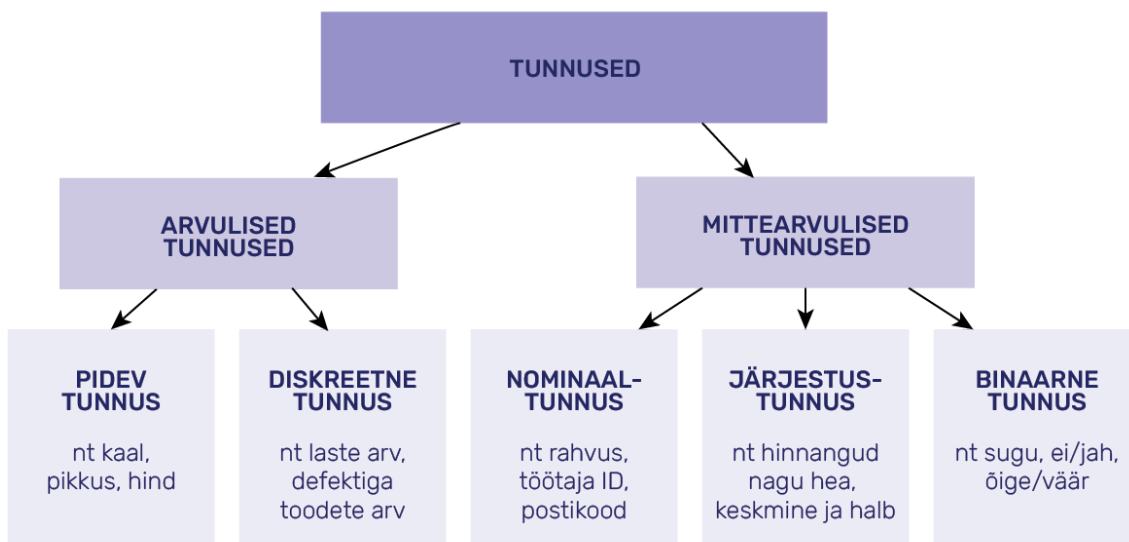 TUNNUSED
ARVULISED
TUNNUSED
MITTEARVULISED
TUNNUSED
PIDEV
TUNNUS
nt kaal,
pikkus, hind
DISKREETNE
TUNNUS
nt laste arv,
defektiga
toodete arv
NOMINAAL-
TUNNUS
nt rahvus,
töötaja ID,
postikood
JÄRJESTUS-
TUNNUS
nt hinnangud
nagu hea,
keskmine ja halb
BINAARNE
TUNNUS
nt sugu, ei/jah,
õige/väär